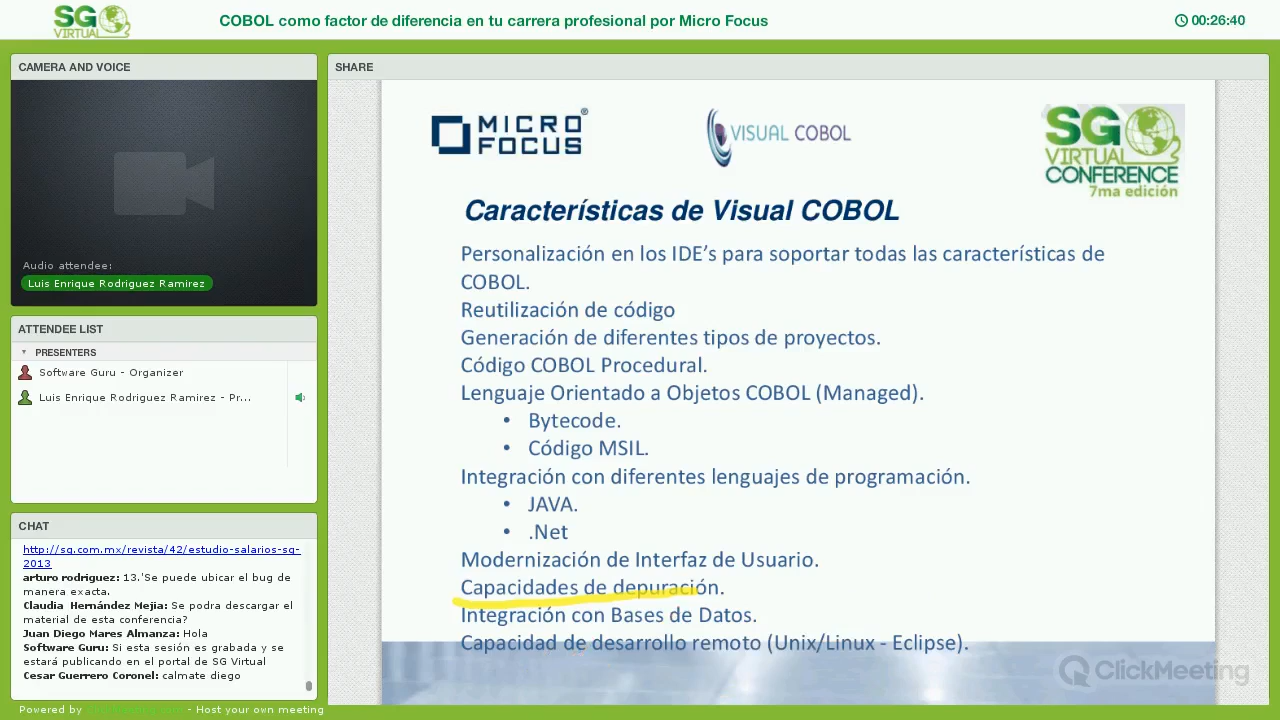 SG
VIRTUAL
COBOL como factor de diferencia en tu carrera profesional por Micro Focus
00:26:40
CAMERA AND VOICE
Audio attendee:
Luis Enrique Rodriguez Ramirez
ATTENDEE LIST
PRESENTERS
Software Guru - Organizer
Luis Enrique Rodriguez Ramirez - Pr...
CHAT
http://sg.com.mx/revista/42/estudio-salarios-sg-
2013
arturo rodriguez: 13.'Se puede ubicar el bug de
manera exacta.
Claudia Hernández Mejia: Se podra descargar el
material de esta conferencia?
Juan Diego Mares Almanza: Hola
Software Guru: Si esta sesión es grabada y se
estará publicando en el portal de SG Virtual
Cesar Guerrero Coronel: calmate diego
Powered by ClickMeeting.com - Host your own meeting
SHARE
MICRO
FOCUS®
VISUAL COBOL
SG
VIRTUAL
CONFERENCE
7ma edición
Características de Visual COBOL
Personalización en los IDE’s para soportar todas las características de
COBOL.
Reutilización de código
Generación de diferentes tipos de proyectos.
Código COBOL Procedural.
Lenguaje Orientado a Objetos COBOL (Managed).
• Bytecode.
• Código MSIL.
Integración con diferentes lenguajes de programación.
• JAVA.
• .Net
Modernización de Interfaz de Usuario.
Capacidades de depuración.
Integración con Bases de Datos.
Capacidad de desarrollo remoto (Unix/Linux - Eclipse).
ClickMeeting